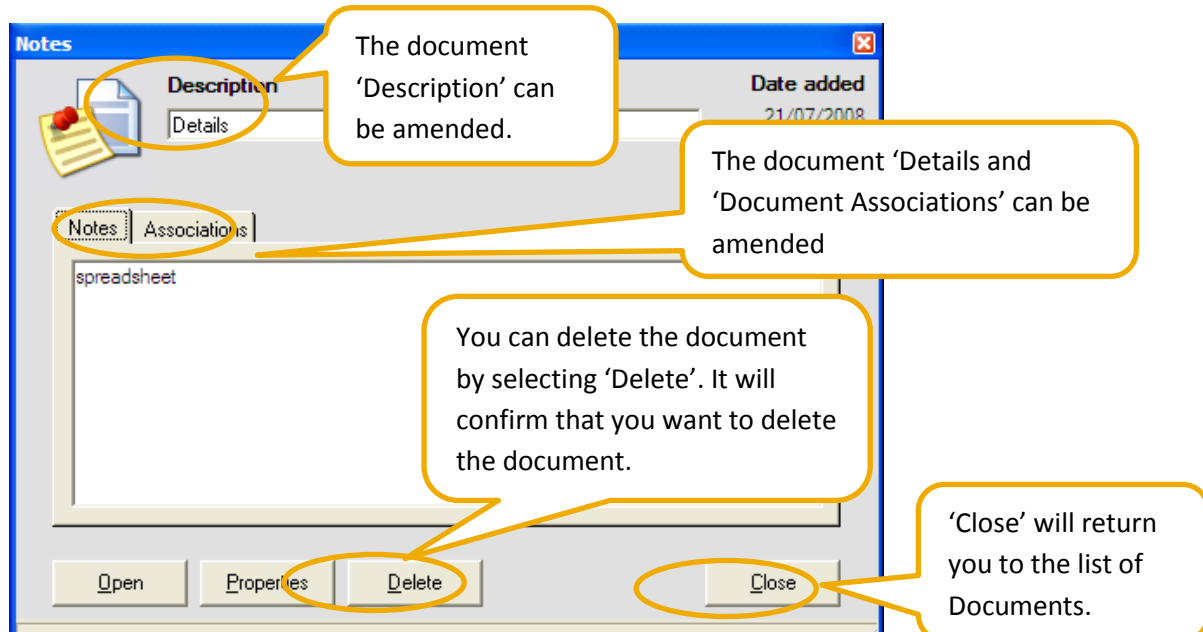 Notes
The document
‘Description’ can
be amended.
Description
Date added
Details
21/07/2008
The document ‘Details and
‘Document Associations’ can be
amended
Notes
Associations
spreadsheet
You can delete the document
by selecting ‘Delete’. It will
confirm that you want to delete
the document.
‘Close’ will return
you to the list of
Documents.
Open
Properties
Delete
Close